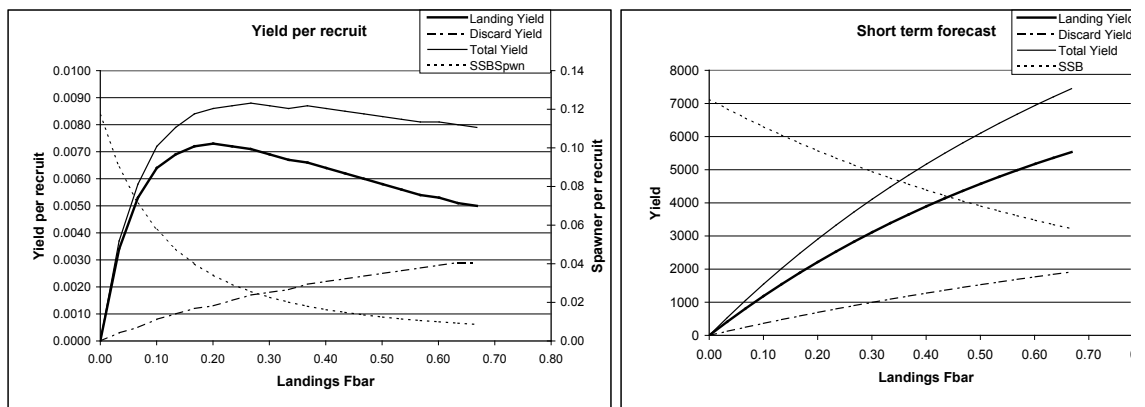 Yield per recruit
Landing Yield
Discard Yield
Total Yield
SSBSpwn
0.0100
0.0090
0.0080
0.0070
0.0060
0.0050
0.0040
0.0030
0.0020
0.0010
0.0000
Yield per recruit
0.14
0.12
0.10
0.08
0.06
0.04
0.02
0.00
Spawner per recruit
0.00 0.10 0.20 0.30 0.40 0.50 0.60 0.70 0.80
Landings Fbar
Short term forecast
Landing Yield
Discard Yield
Total Yield
SSB
8000
7000
6000
5000
4000
3000
2000
1000
0
Yield
0.00 0.10 0.20 0.30 0.40 0.50 0.60 0.70
Landings Fbar